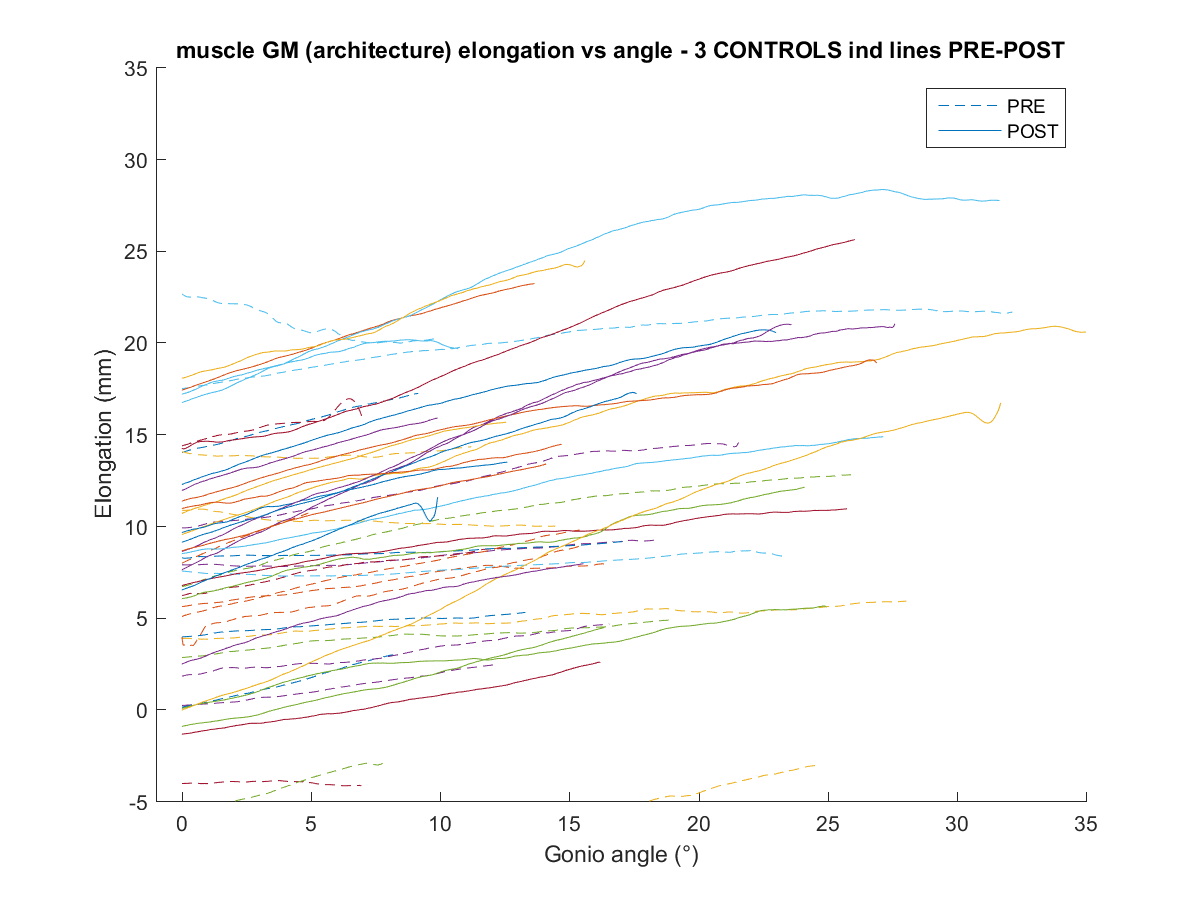 muscle GM (architecture) elongation vs angle - 3 CONTROLS ind lines PRE-POST
PRE
POST
35
30
25
20
15
10
5
0
-5
Elongation (mm)
0 5 10 15 20 25 30 35
Gonio angle (°)